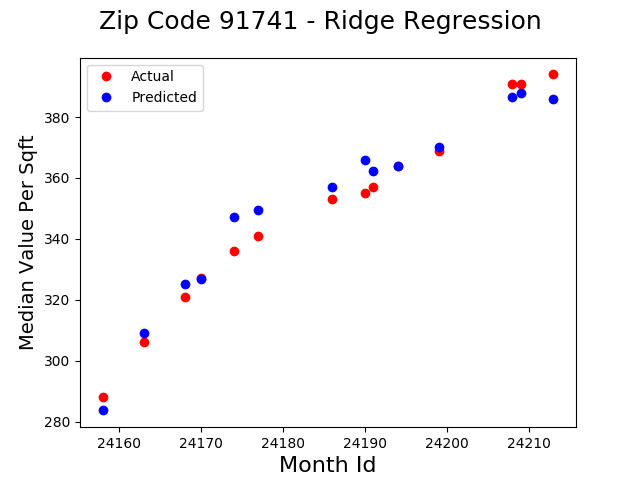 Zip Code 91741 - Ridge Regression
Actual
Predicted
Median Value Per Sqft
380
360
340
320
300
280
24160 24170 24180 24190 24200 24210
Month Id